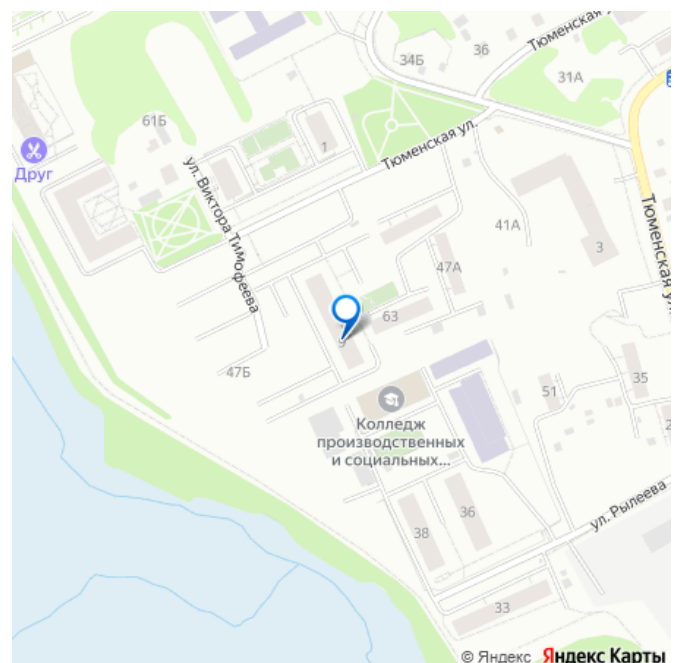 34Б
36
Тюменская у
31А
61Б
1
Друг
Тюменская ул.
ул. Виктора Тимофеева
41А
3
Тюменская ул.
47А
63
9
47Б
Колледж
производственных
и социальных...
51
35
2
ул. Рылеева
38
36
33
© Яндекс Яндекс Карты